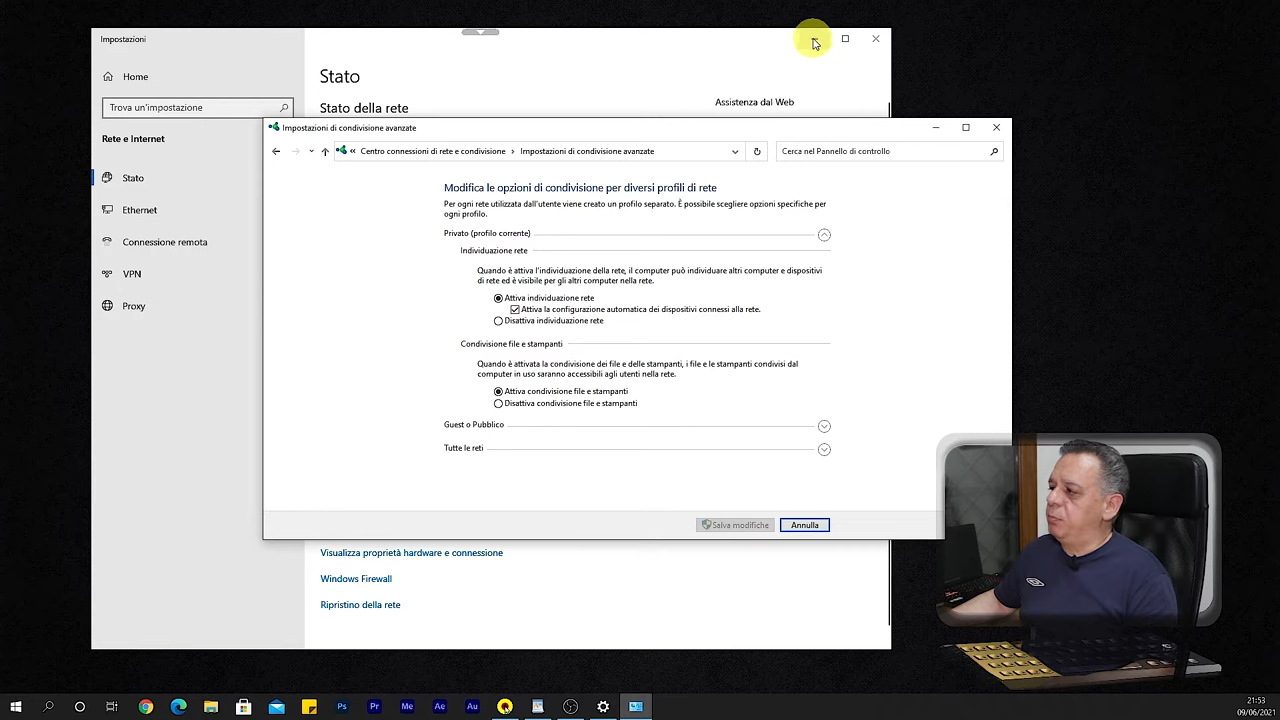 Impostazioni
Home
Trova un'impostazione
Rete e Internet
Stato
Ethernet
Connessione remota
VPN
Proxy
Stato
Stato della rete
Assistenza dal Web
Impostazioni di condivisione avanzate
« Centro connessioni di rete e condivisione > Impostazioni di condivisione avanzate
Cerca nel Pannello di controllo
Modifica le opzioni di condivisione per diversi profili di rete
Per ogni rete utilizzata dall'utente viene creato un profilo separato. È possibile scegliere opzioni specifiche per
ogni profilo.
Privato (profilo corrente)
Individuazione rete
Quando è attiva l'individuazione della rete, il computer può individuare altri computer e dispositivi
di rete ed è visibile per gli altri computer nella rete.
Attiva individuazione rete
Attiva la configurazione automatica dei dispositivi connessi alla rete.
Disattiva individuazione rete
Condivisione file e stampanti
Quando è attivata la condivisione dei file e delle stampanti, i file e le stampanti condivisi dal
computer in uso saranno accessibili agli utenti nella rete.
Attiva condivisione file e stampanti
Disattiva condivisione file e stampanti
Guest o Pubblico
Tutte le reti
Salva modifiche
Annulla
Visualizza proprietà hardware e connessione
Windows Firewall
Ripristino della rete
Ps
Pr
Me
Ae
Au
21:53
09/06/2021